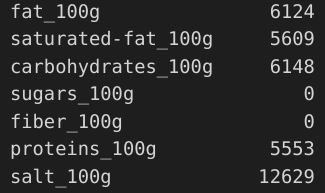 fat_100g 6124
saturated-fat_100g 5609
carbohydrates_100g 6148
sugars_100g 0
fiber_100g 0
proteins_100g 5553
salt_100g 12629